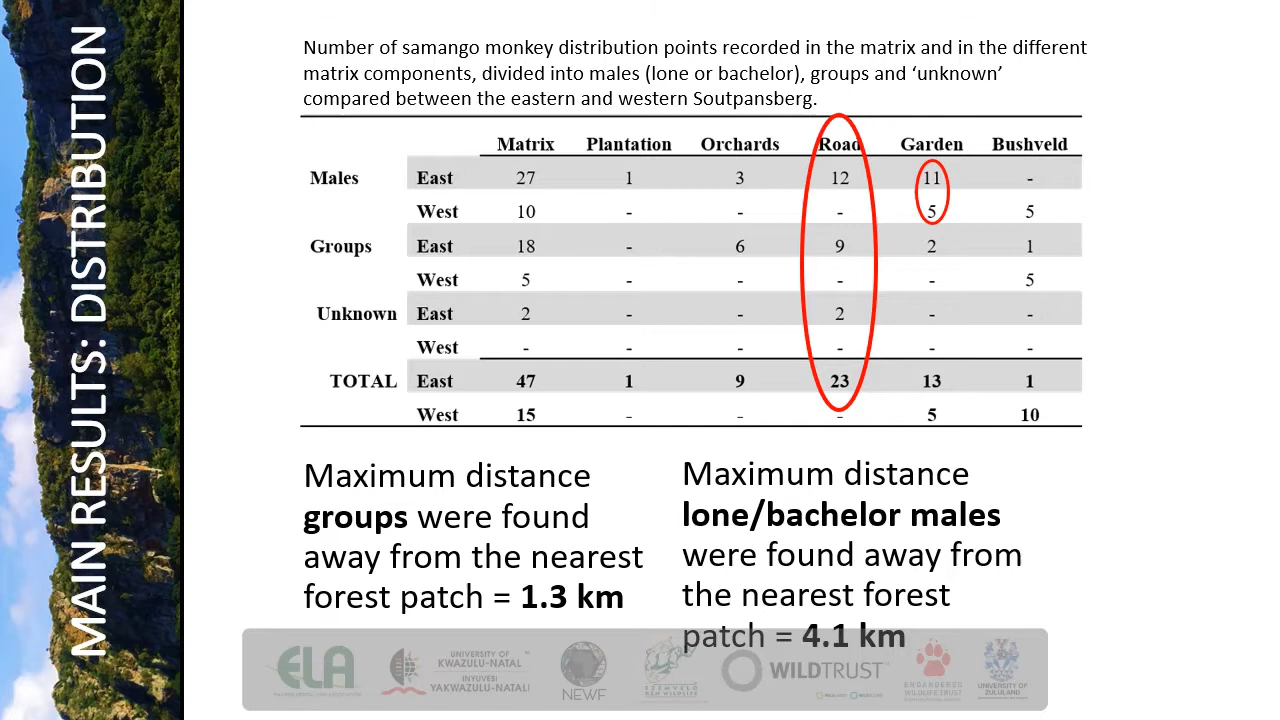 MAIN RESULTS: DISTRIBUTION
Number of samango monkey distribution points recorded in the matrix and in the different
matrix components, divided into males (lone or bachelor), groups and ‘unknown’
compared between the eastern and western Soutpansberg.
Matrix Plantation Orchards Road Garden Bushveld
Males East 27 1 3 12 11 -
West 10 - - - 5 5
Groups East 18 - 6 9 2 1
West 5 - - - - 5
Unknown East 2 - - 2 - -
West - - - - - -
TOTAL East 47 1 9 23 13 1
West 15 - - - 5 10
Maximum distance
groups were found
away from the nearest
forest patch = 1.3 km
Maximum distance
lone/bachelor males
were found away from
the nearest forest
patch = 4.1 km
ELA
UNIVERSITY OF
KWAZULU-NATAL
INYUVESI
YAKWAZULU-NATALI
NEWF
EZEMVELO
KZN WILDLIFE
WILDTRUST
ENDANGERED
WILDLIFE TRUST
UNIVERSITY OF
ZULULAND